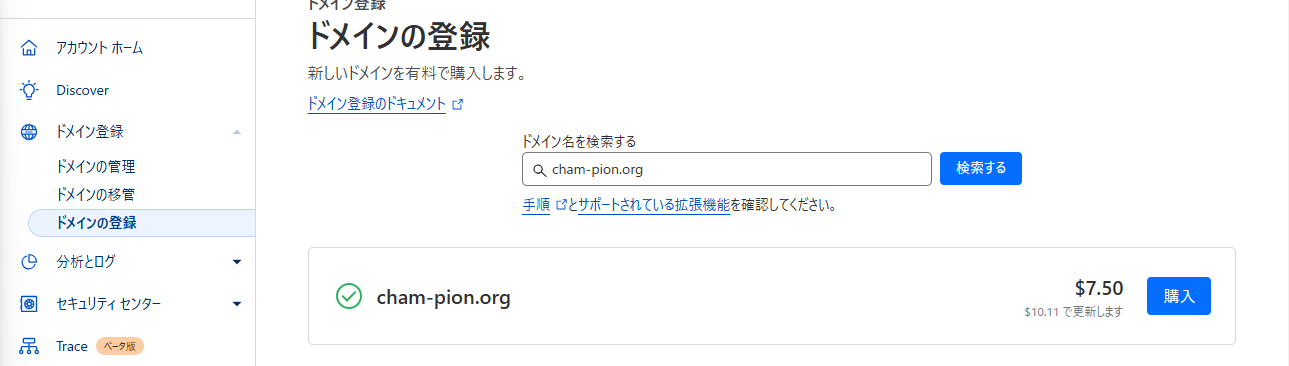 ドメイン登録
ドメインの登録
新しいドメインを有料で購入します。
ドメイン登録のドキュメント
ドメイン名を検索する
cham-pion.org
検索する
手順とサポートされている拡張機能を確認してください。
cham-pion.org
$7.50
$10.11 で更新します
購入
アカウント ホーム
Discover
ドメイン登録
ドメインの管理
ドメインの移管
ドメインの登録
分析とログ
セキュリティ センター
Trace ベータ版